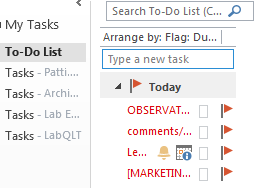 My Tasks
To-Do List
Tasks - Patti...
Tasks - Archi...
Tasks - Lab E...
Tasks - LabQLT
Search To-Do List (C...
Arrange by: Flag: Du...
Type a new task
Today
OBSERVAT...
comments/...
Le...
[MARKETIN...